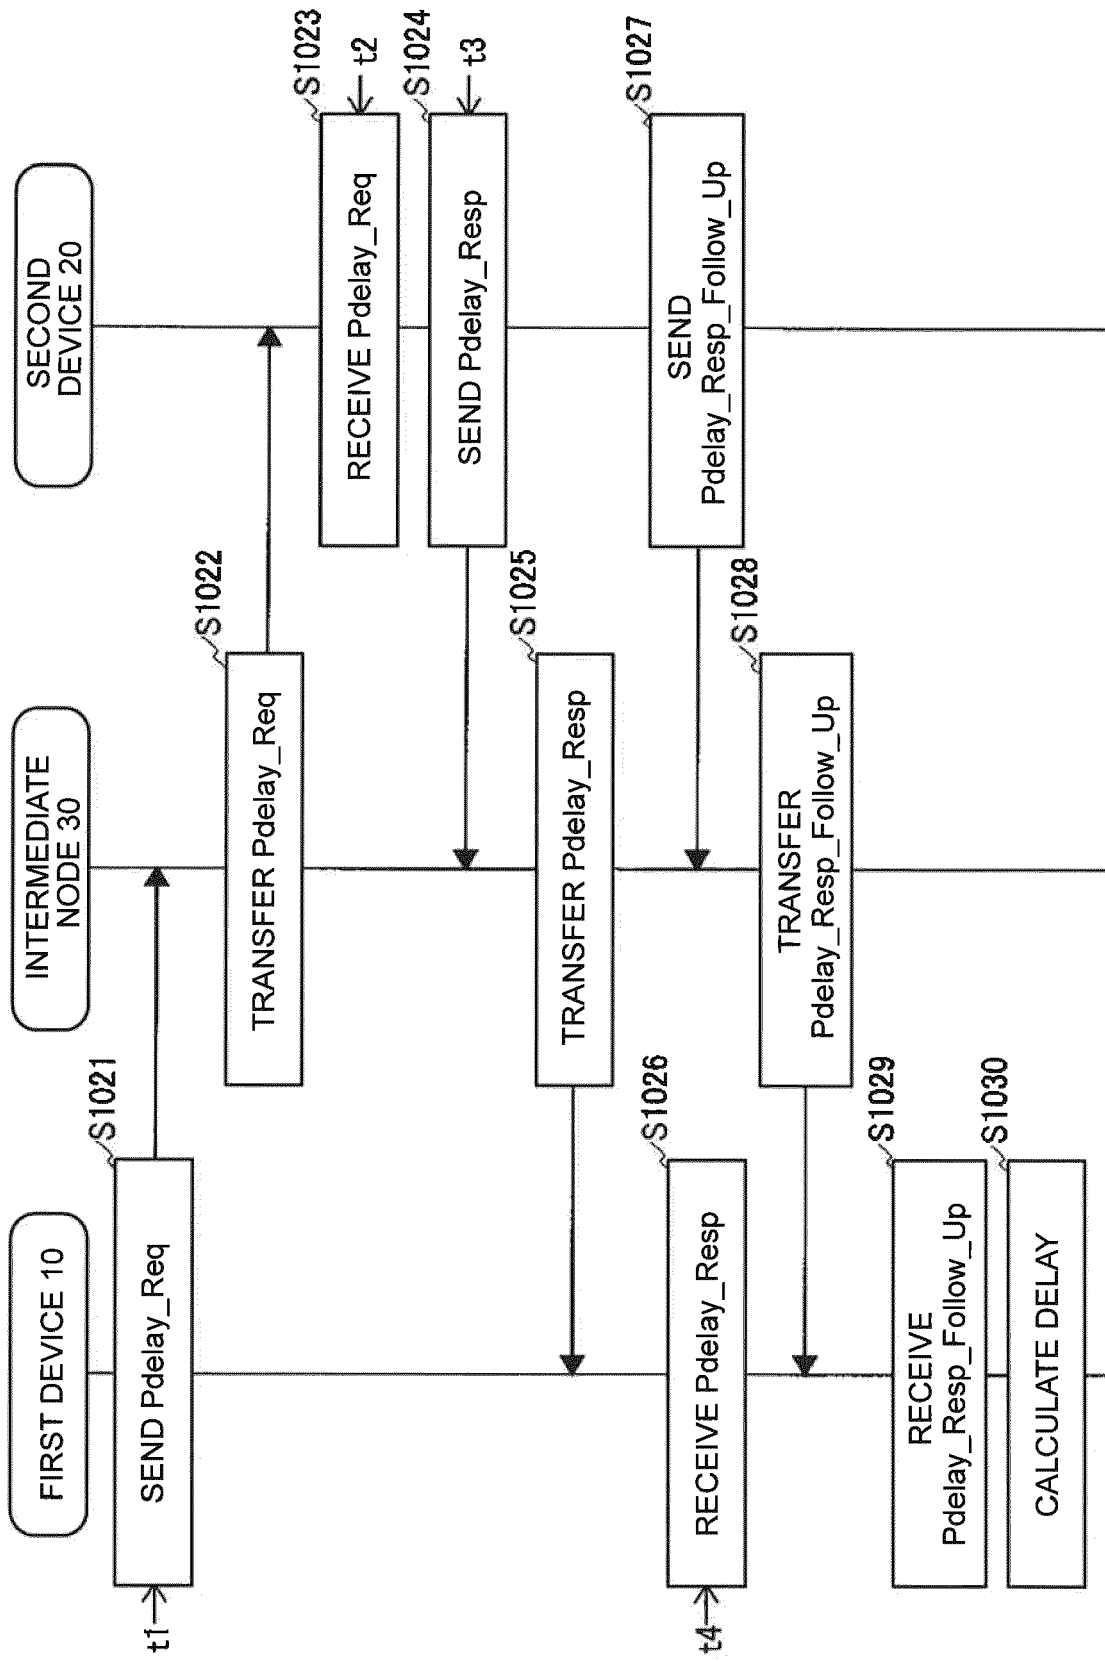 FIRST DEVICE 10
INTERMEDIATE
NODE 30
SECOND
DEVICE 20
S1021
t1
SEND Pdelay_Req
S1022
TRANSFER Pdelay_Req
S1023
RECEIVE Pdelay_Req
t2
S1024
SEND Pdelay_Resp
t3
S1025
TRANSFER Pdelay_Resp
S1026
t4
RECEIVE Pdelay_Resp
S1027
SEND
Pdelay_Resp_Follow_Up
S1028
TRANSFER
Pdelay_Resp_Follow_Up
S1029
RECEIVE
Pdelay_Resp_Follow_Up
S1030
CALCULATE DELAY